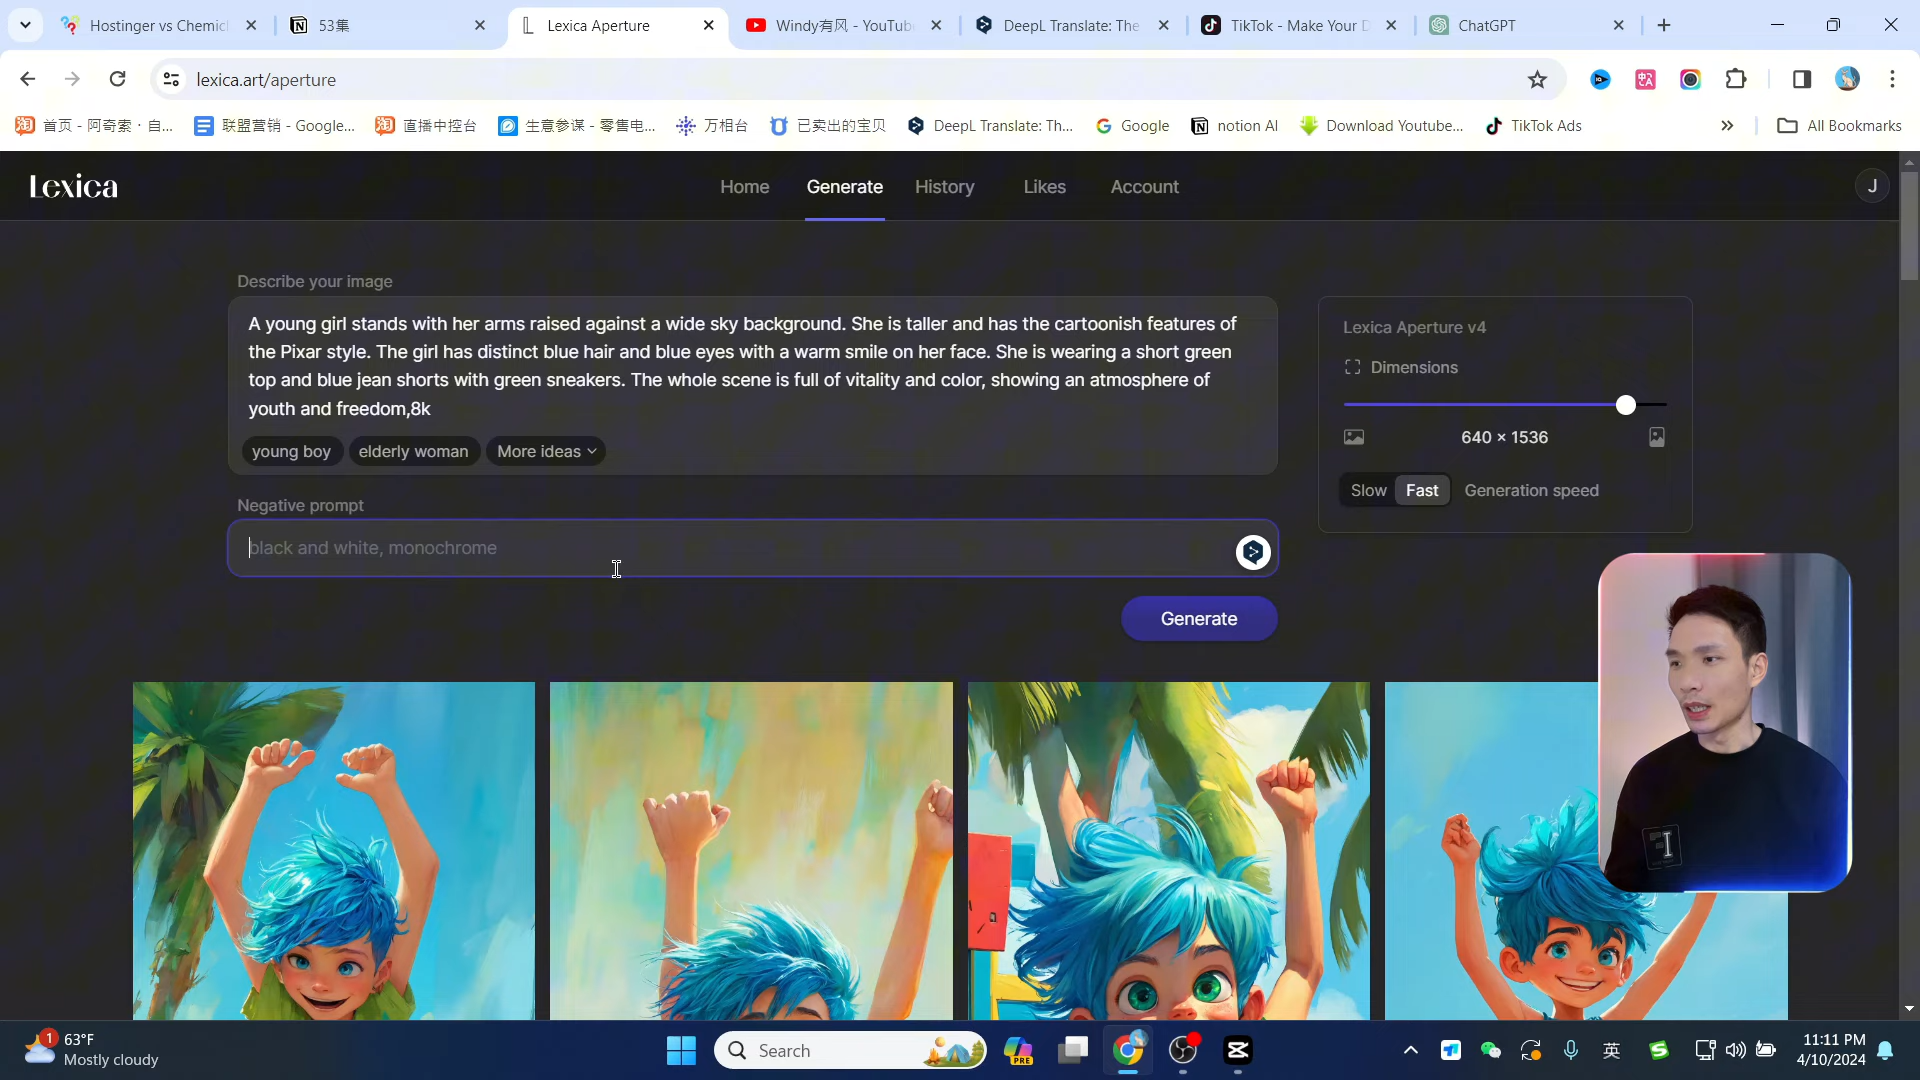 Hostinger vs Chemicl
53集
Lexica Aperture
Windy有风 - YouTub
DeepL Translate: The
TikTok - Make Your D
ChatGPT
lexica.art/aperture
首页 - 阿奇索 · 自...
联盟营销 - Google...
直播中控台
生意参谋 - 零售电...
万相台
已卖出的宝贝
DeepL Translate: Th...
Google
notion AI
Download Youtube...
TikTok Ads
All Bookmarks
Lexica
Home
Generate
History
Likes
Account
J
Describe your image
A young girl stands with her arms raised against a wide sky background. She is taller and has the cartoonish features of
the Pixar style. The girl has distinct blue hair and blue eyes with a warm smile on her face. She is wearing a short green
top and blue jean shorts with green sneakers. The whole scene is full of vitality and color, showing an atmosphere of
youth and freedom,8k
young boy
elderly woman
More ideas
Lexica Aperture v4
Dimensions
640 × 1536
Slow
Fast
Generation speed
Negative prompt
black and white, monochrome
Generate
1
63°F
Mostly cloudy
Search
PRE
英
11:11 PM
4/10/2024